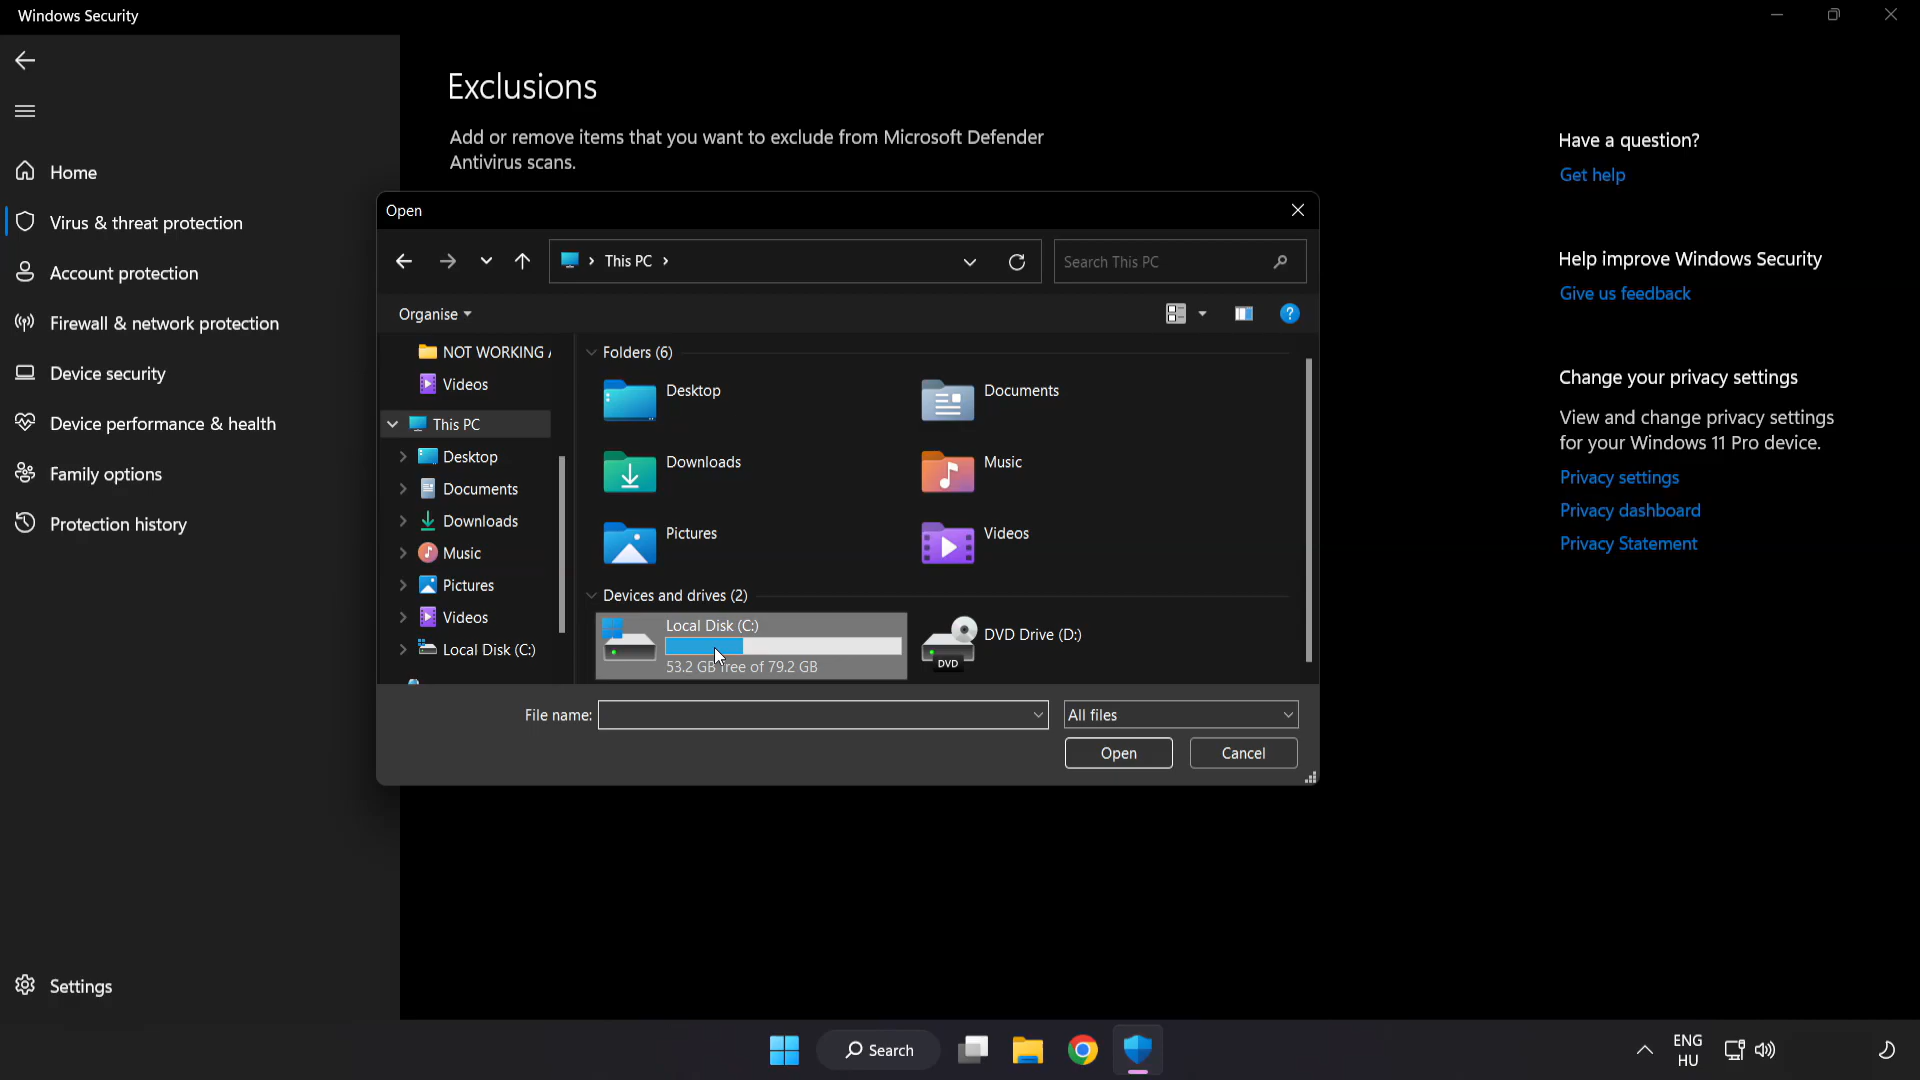 Windows Security
Home
Virus & threat protection
Account protection
Firewall & network protection
Device security
Device performance & health
Family options
Protection history
Settings
Exclusions
Add or remove items that you want to exclude from Microsoft Defender
Antivirus scans.
Open
This PC
Search This PC
Organise
?
NOT WORKING
Videos
This PC
Desktop
Documents
Downloads
Music
Pictures
Videos
Local Disk (C:)
Folders (6)
Desktop
Documents
Downloads
Music
Pictures
Videos
Devices and drives (2)
Local Disk (C:)
53.2 GB free of 79.2 GB
DVD Drive (D:)
DVD
File name:
All files
Open
Cancel
Have a question?
Get help
Help improve Windows Security
Give us feedback
Change your privacy settings
View and change privacy settings
for your Windows 11 Pro device.
Privacy settings
Privacy dashboard
Privacy Statement
Search
ENG
HU